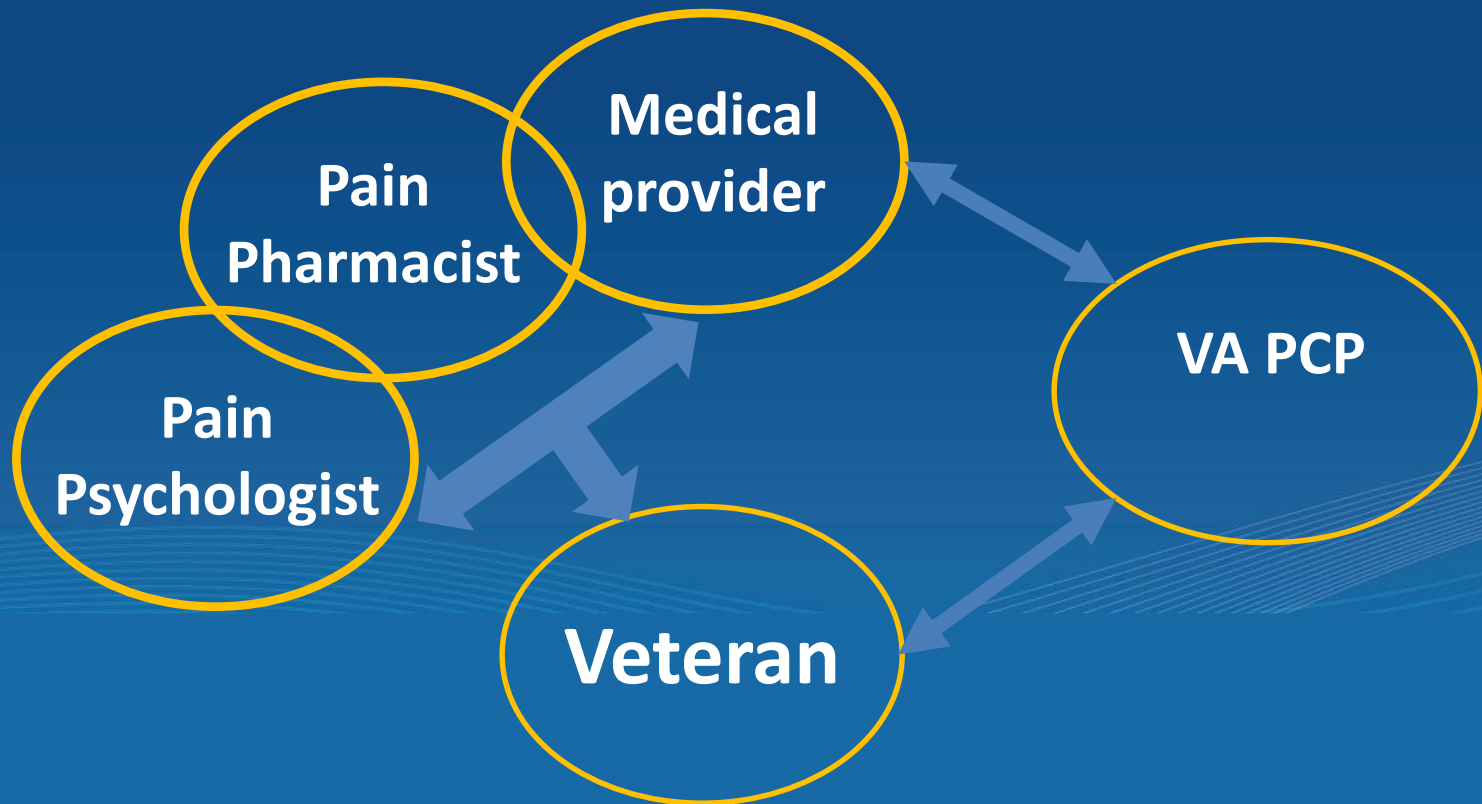 Medical
provider
Pain
Pharmacist
VA PCP
Pain
Psychologist
Veteran